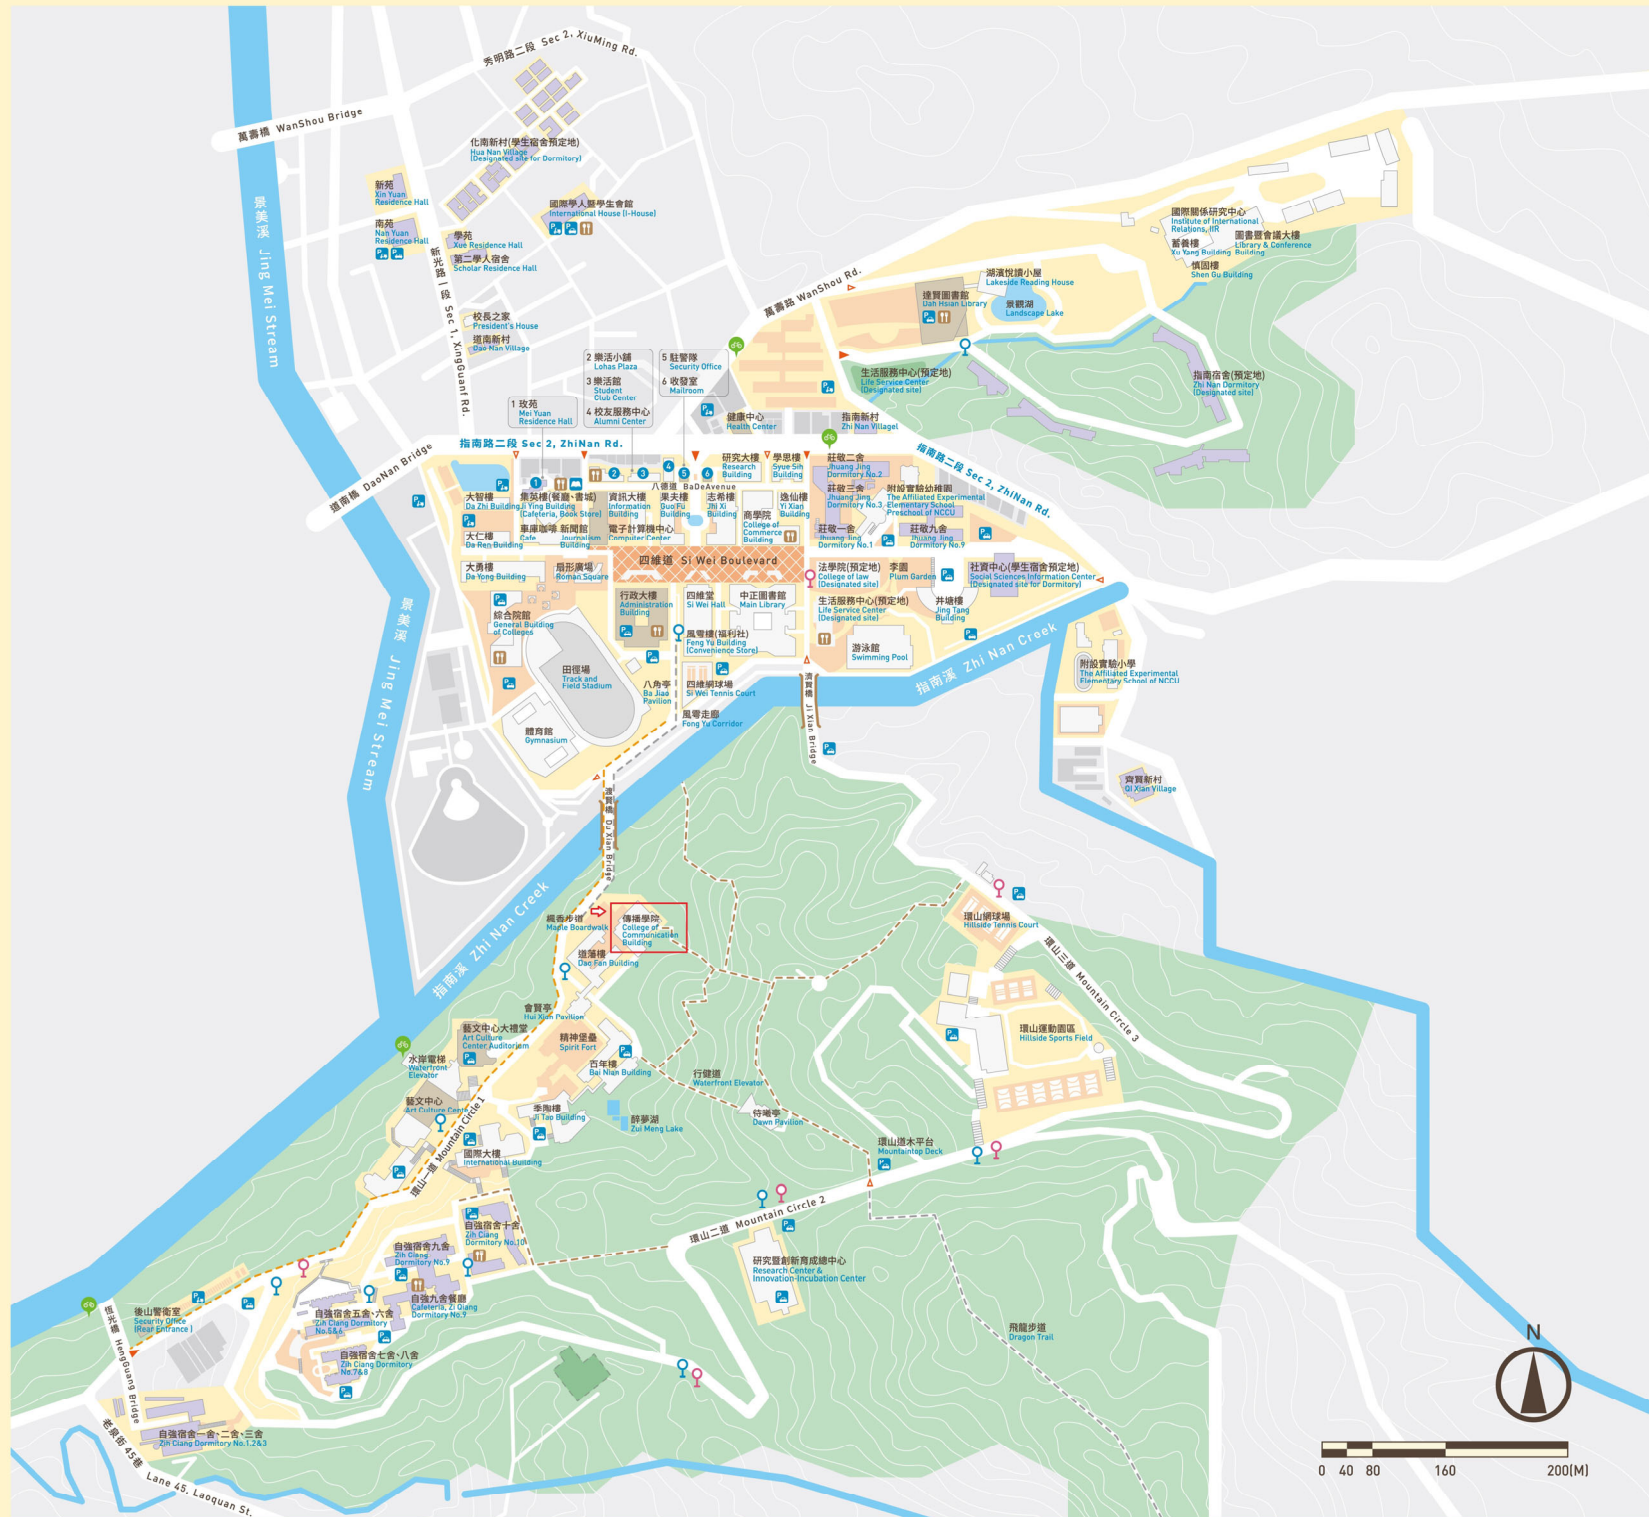 秀明路二段 Sec 2, XiuMing Rd.
萬壽橋 WanShou Bridge
化南新村(學生宿舍預定地)
Hua Nan Village
(Designated site for Dormitory)
新苑
Xin Yuan
Residence Hall
南苑
Nan Yuan
Residence Hall
國際學人暨學生會館
International House (I-House)
學苑
Xue Residence Hall
第二學人宿舍
Scholar Residence Hall
景美溪 Jing Mei Stream
新光路一段 Sec 1, XingGuanf Rd.
校長之家
President's House
道南新村
Dao Nan Village
國際關係研究中心
Institute of International
Relations, IIR
圖書暨會議大樓
Library & Conference
Building
蓄養樓
Xu Yang Building
慎固樓
Shen Gu Building
萬壽路 WanShou Rd.
達賢圖書館
Dah Hsian Library
湖濱悅讀小屋
Lakeside Reading House
景觀湖
Landscape Lake
生活服務中心(預定地)
Life Service Center
(Designated site)
指南宿舍(預定地)
Zhi Nan Dormitory
(Designated site)
1 玫苑
Mei Yuan
Residence Hall
2 樂活小舖
Lohas Plaza
3 樂活館
Student
Club Center
4 校友服務中心
Alumni Center
5 駐警隊
Security Office
6 收發室
Mailroom
健康中心
Health Center
指南新村
Zhi Nan Villagel
道南橋 DaoNan Bridge
指南路二段 Sec 2, ZhiNan Rd.
指南路二段 Sec 2, ZhiNan Rd.
1
2
3
4
5
6
八德道 BaDeAvenue
研究大樓
Research
Building
學思樓
Syue Sih
Building
莊敬二舍
Jhuang Jing
Dormitory No.2
莊敬三舍
Jhuang Jing
Dormitory No.3
附設實驗幼稚園
The Affiliated Experimental
Elementary School
Preschool of NCCU
大智樓
Da Zhi Building
集英樓(餐廳、書城)
Ji Ying Building
(Cafeteria, Book Store)
資訊大樓
Information
Building
果夫樓
Guo Fu
Building
志希樓
Jhi Xi
Building
商學院
College of
Commerce
Building
逸仙樓
Yi Xian
Building
大仁樓
Da Ren Building
車庫咖啡
Cafe
新聞館
Journalism
Building
電子計算機中心
Computer Center
莊敬一舍
Jhuang Jing
Dormitory No.1
莊敬九舍
Jhuang Jing
Dormitory No.9
四維道 Si Wei Boulevard
大勇樓
Da Yong Building
扇形廣場
Roman Square
法學院(預定地)
College of law
(Designated site)
李園
Plum Garden
社資中心(學生宿舍預定地)
Social Sciences Information Center
(Designated site for Dormitory)
綜合院館
General Building
of Colleges
行政大樓
Administration
Building
四維堂
Si Wei Hall
中正圖書館
Main Library
生活服務中心(預定地)
Life Service Center
(Designated site)
井塘樓
Jing Tang
Building
風雩樓(福利社)
Feng Yu Building
(Convenience Store)
游泳館
Swimming Pool
田徑場
Track and
Field Stadium
八角亭
Ba Jiao
Pavilion
四維網球場
Si Wei Tennis Court
風雩走廊
Fong Yu Corridor
體育館
Gymnasium
濟賢橋 Ji Xian Bridge
指南溪 Zhi Nan Creek
附設實驗小學
The Affiliated Experimental
Elementary School of NCCU
齊賢新村
Qi Xian Village
景美溪 Jing Mei Stream
渡賢橋 Du Xian Bridge
指南溪 Zhi Nan Creek
楓香步道
Maple Boardwalk
傳播學院
College of
Communication
Building
道藩樓
Dao Fan Building
環山網球場
Hillside Tennis Court
環山三道 Mountain Circle 3
會賢亭
Hui Xian Pavilion
藝文中心大禮堂
Art Culture
Center Auditoriam
精神堡壘
Spirit Fort
環山運動園區
Hillside Sports Field
水岸電梯
Waterfront
Elevator
百年樓
Bai Nian Building
行健道
Waterfront Elevator
藝文中心
Art Culture Center
季陶樓
Ji Tao Building
醉夢湖
Zui Meng Lake
侍曦亭
Dawn Pavilion
環山一道 Mountain Circle 1
國際大樓
International Building
環山道木平台
Mountaintop Deck
環山二道 Mountain Circle 2
自強宿舍十舍
Zih Ciang
Dormitory No.10
自強宿舍九舍
Zih Ciang
Dormitory No.9
研究暨創新育成總中心
Research Center &
Innovation-Incubation Center
自強九舍餐廳
Cafeteria, Zi Qiang
Dormitory No.9
自強宿舍五舍、六舍
Zih Ciang Dormitory
No.5&6
後山警衛室
Security Office
(Rear Entrance )
自強宿舍七舍、八舍
Zih Ciang Dormitory
No.7&8
飛龍步道
Dragon Trail
恆光橋 HengGuang Bridge
自強宿舍一舍、二舍、三舍
Zih Ciang Dormitory No.1.2&3
老泉街 45巷
Lane 45, Laoquan St.
N
0 40 80 160 200(M)